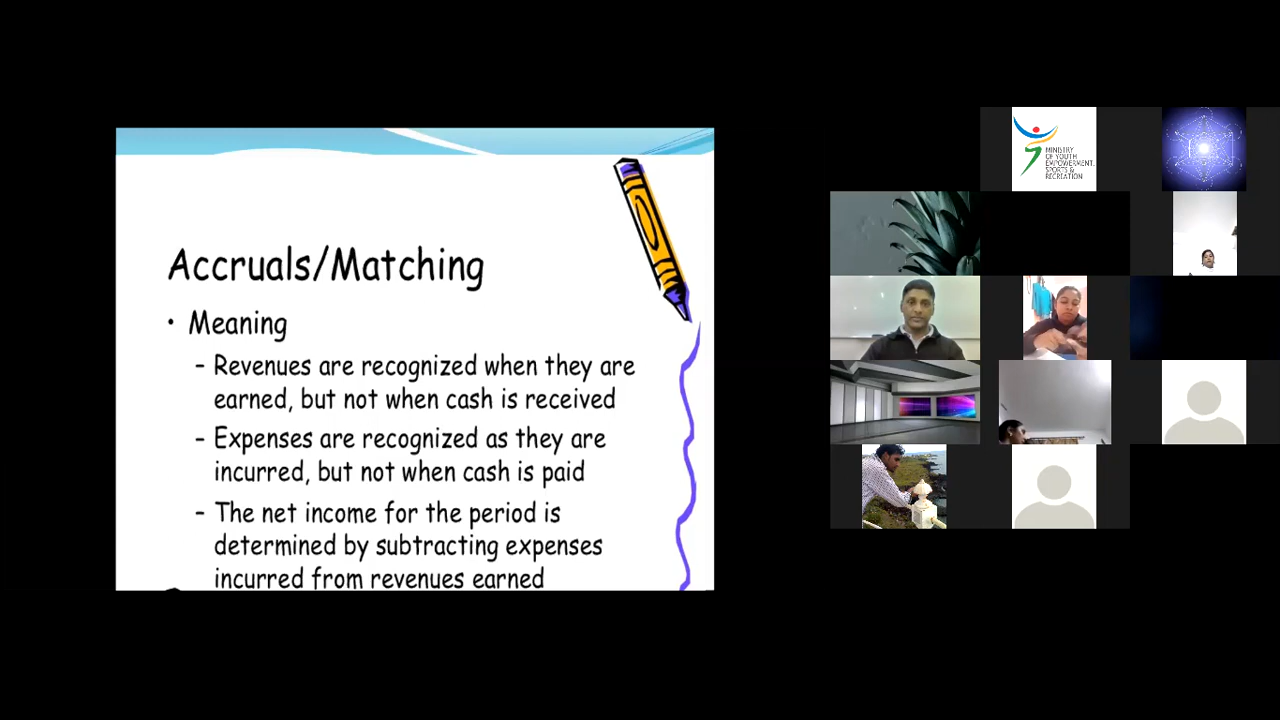 Accruals/Matching
• Meaning
– Revenues are recognized when they are
earned, but not when cash is received
– Expenses are recognized as they are
incurred, but not when cash is paid
– The net income for the period is
determined by subtracting expenses
incurred from revenues earned
MINISTRY
OF YOUTH
EMPOWERMENT,
SPORTS &
RECREATION